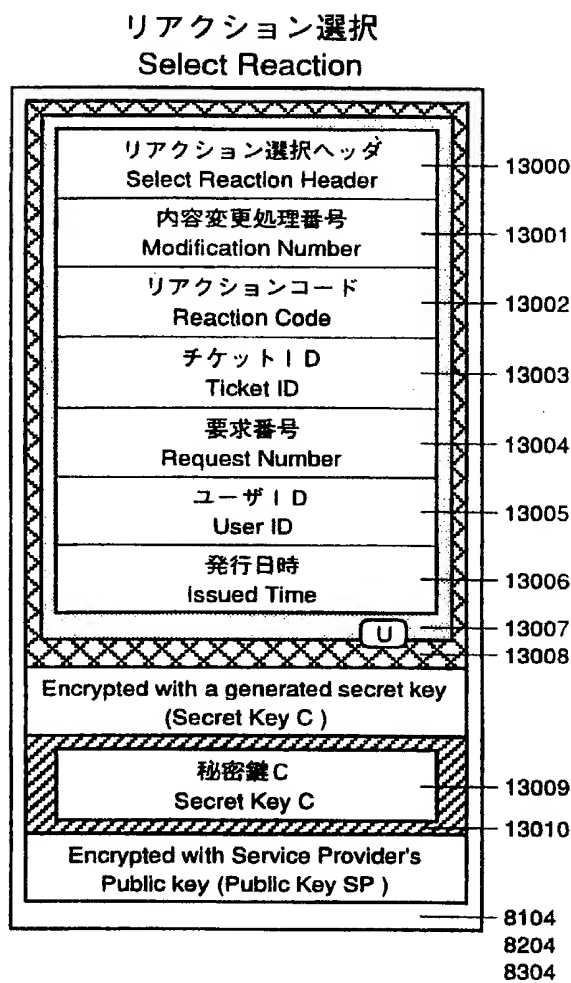 リアクション選択
Select Reaction
リアクション選択ヘッダ
Select Reaction Header
13000
内容変更処理番号
Modification Number
13001
リアクションコード
Reaction Code
13002
チケットID
Ticket ID
13003
要求番号
Request Number
13004
ユーザID
User ID
13005
発行日時
Issued Time
13006
U
13007
13008
Encrypted with a generated secret key
(Secret Key C )
秘密鍵C
Secret Key C
13009
13010
Encrypted with Service Provider's
Public key (Public Key SP )
8104
8204
8304